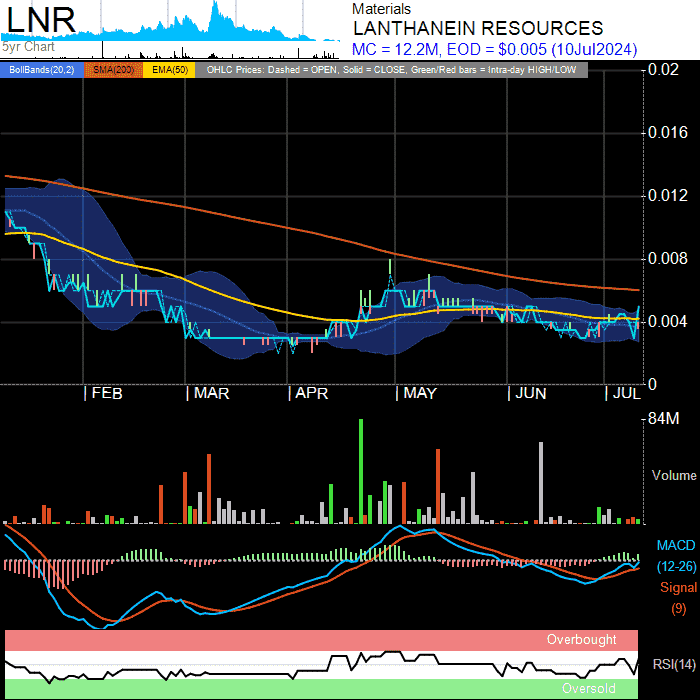 LNR
5yr Chart
Materials
LANTHANEIN RESOURCES
MC = 12.2M, EOD = $0.005 (10Jul2024)
BollBands(20,2) SMA(200) EMA(50) OHLC Prices: Dashed = OPEN, Solid = CLOSE, Green/Red bars = Intra-day HIGH/LOW
0.02
0.016
0.012
0.008
0.004
0
FEB MAR APR MAY JUN JUL
84M
Volume
MACD
(12-26)
Signal
(9)
Overbought
RSI(14)
Oversold